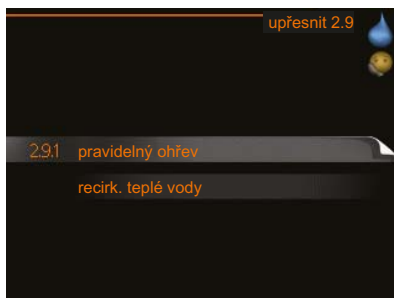 upřesnit 2.9
2.9.1 pravidelný ohřev
recirk. teplé vody